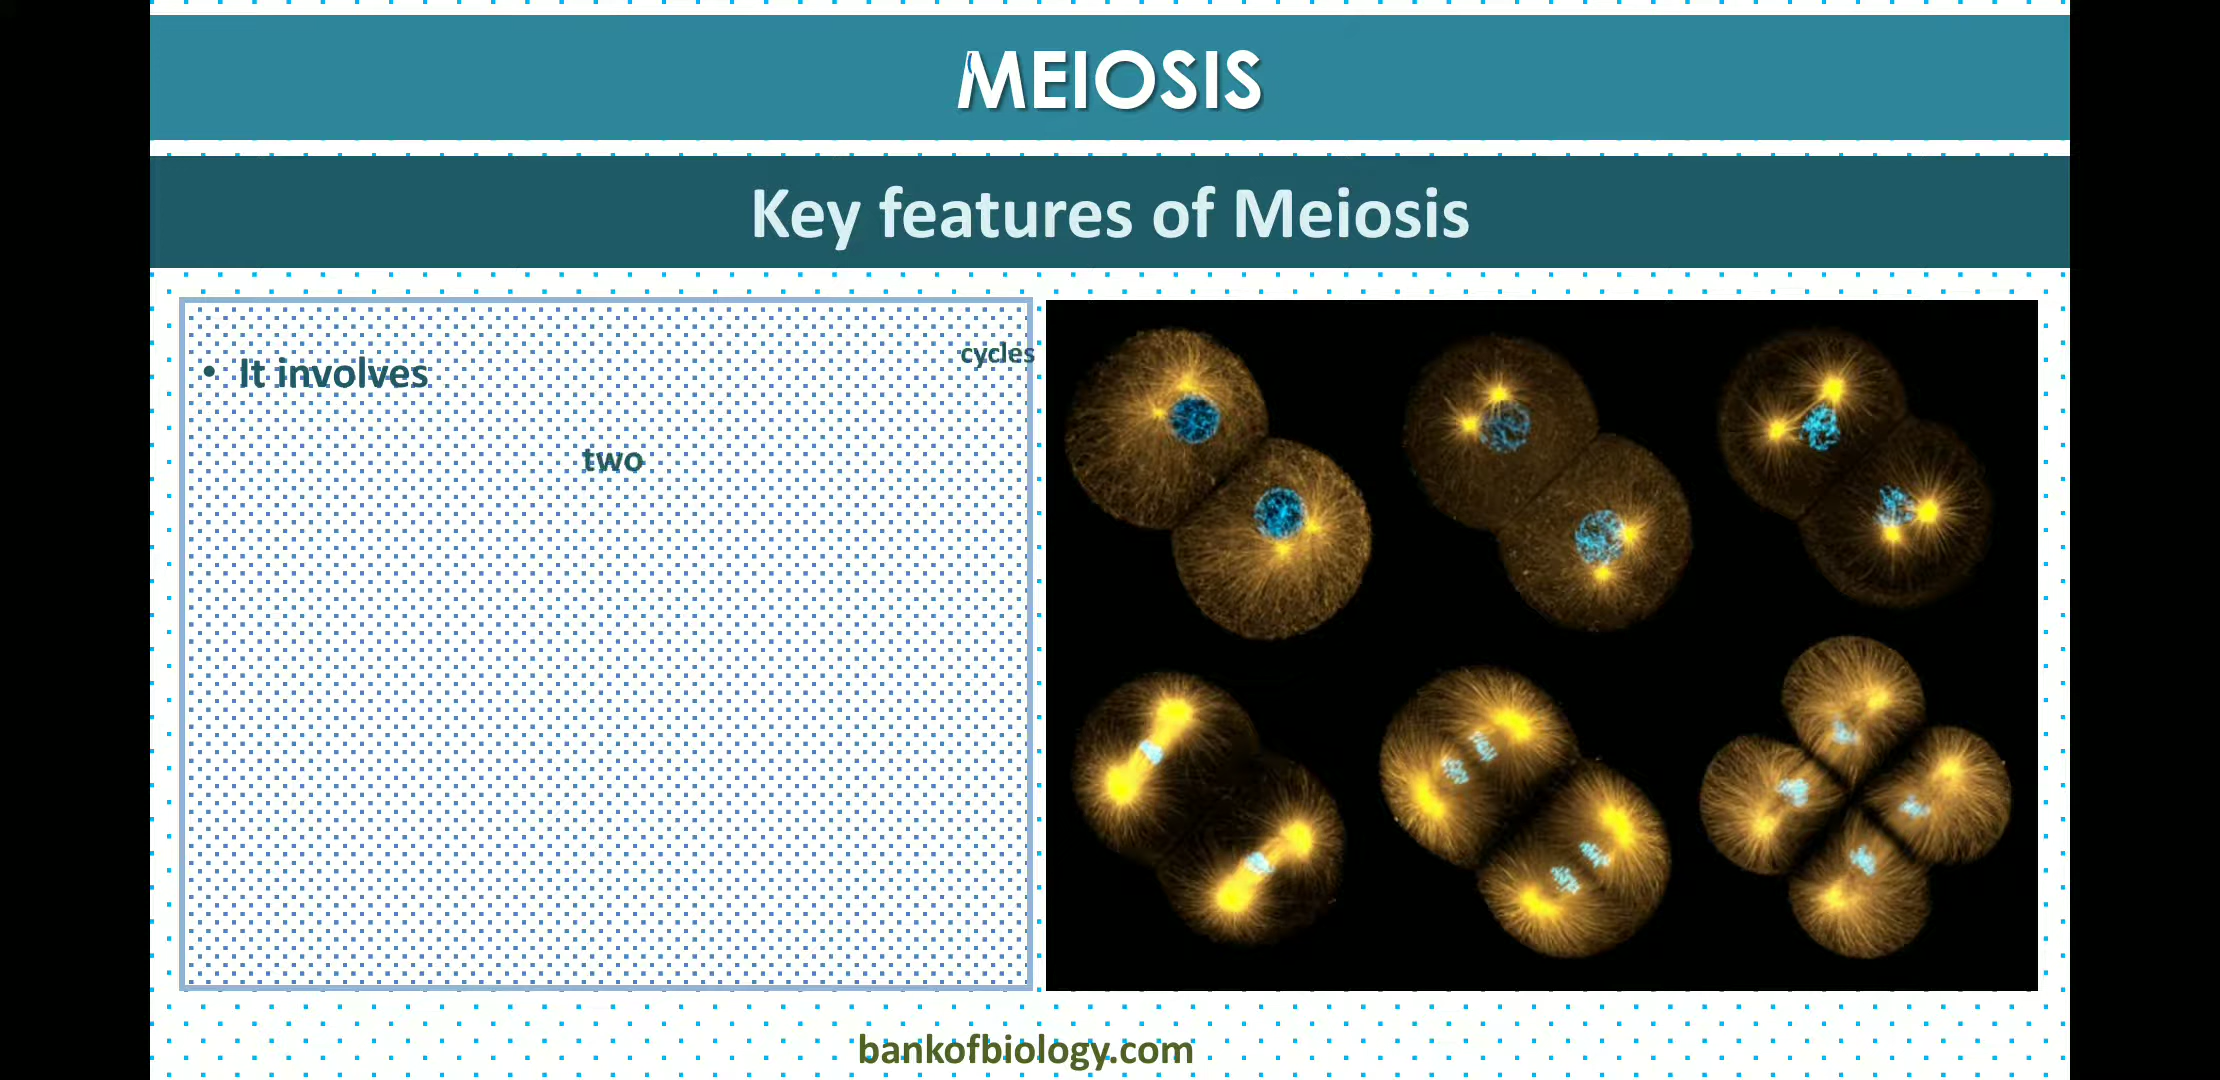 MEIOSIS
Key features of Meiosis
• It involves
two
cycles
bankofbiology.com